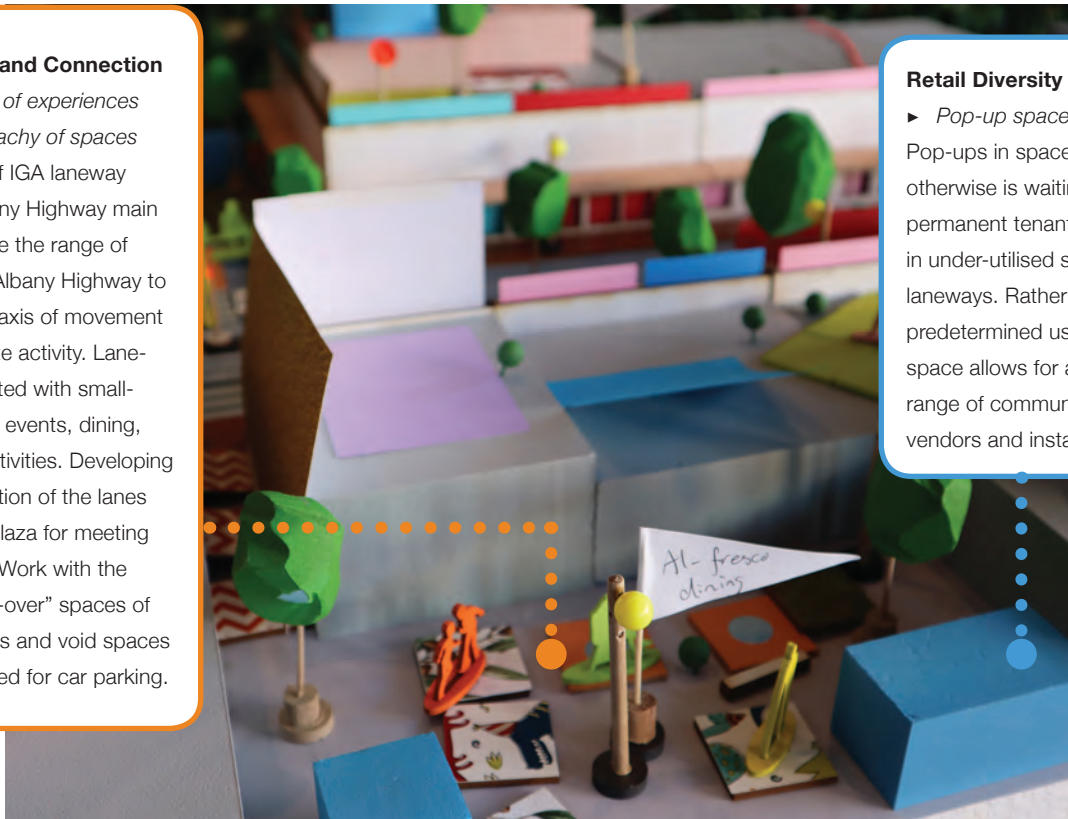 and Connection
of experiences
achy of spaces
f IGA laneway
ny Highway main
e the range of
Albany Highway to
axis of movement
e activity. Lane-
ted with small-
events, dining,
tivities. Developing
tion of the lanes
laza for meeting
Work with the
-over” spaces of
s and void spaces
ed for car parking.
Retail Diversity
► Pop-up space
Pop-ups in space
otherwise is waitin
permanent tenant
in under-utilised s
laneways. Rather
predetermined us
space allows for a
range of commun
vendors and insta
Al-fresco
dining